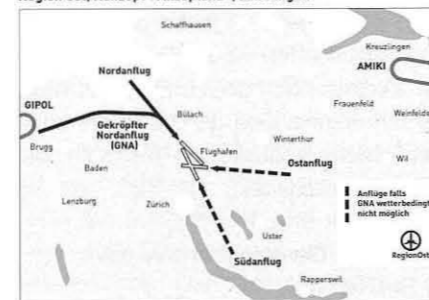 Schaffhausen
Kreuzlingen
Nordanflug
AMIKI
GIPOL
Bülach
Frauenfeld
Weinfelde
Gekröpfter
Nordanflug
(GNA)
Flughafen
Winterthur
Brugg
Baden
Ostanflug
Wil
Lenzburg
Zürich
Anflüge falls
GNA wetterbedingt
nicht möglich
Uster
RegionOst
Südanflug
Rapperswil